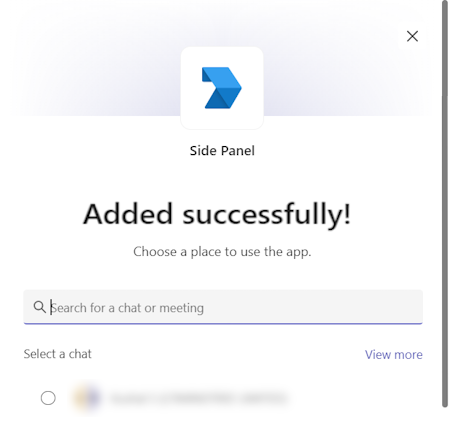 Side Panel
Added successfully!
Choose a place to use the app.
Search for a chat or meeting
Select a chat
View more